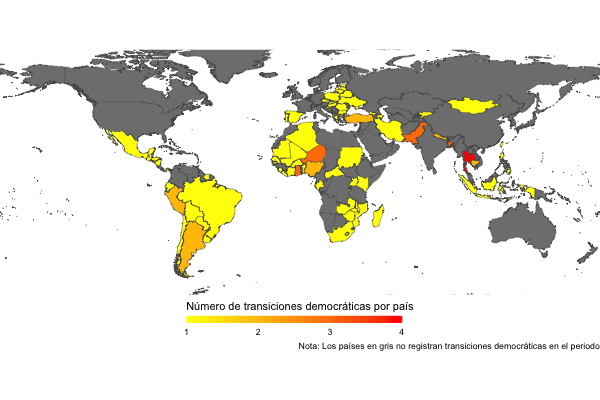 Número de transiciones democráticas por país
1 2 3 4
Nota: Los países en gris no registran transiciones democráticas en el periodo